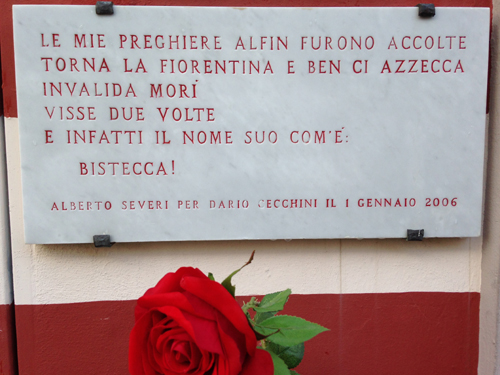 LE MIE PREGHIERE ALFIN FURONO ACCOLTE
TORNA LA FIORENTINA E BEN CI AZZECCA
INVALIDA MORÍ
VISSE DUE VOLTE
E INFATTI IL NOME SUO COM'É:
BISTECCA!
ALBERTO SEVERI PER DARIO CECCHINI IL 1 GENNAIO 2006